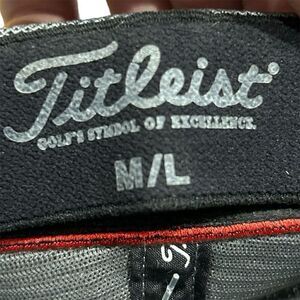 Titleist®
GOLF'S SYMBOL OF EXCELLENCE.
M/L